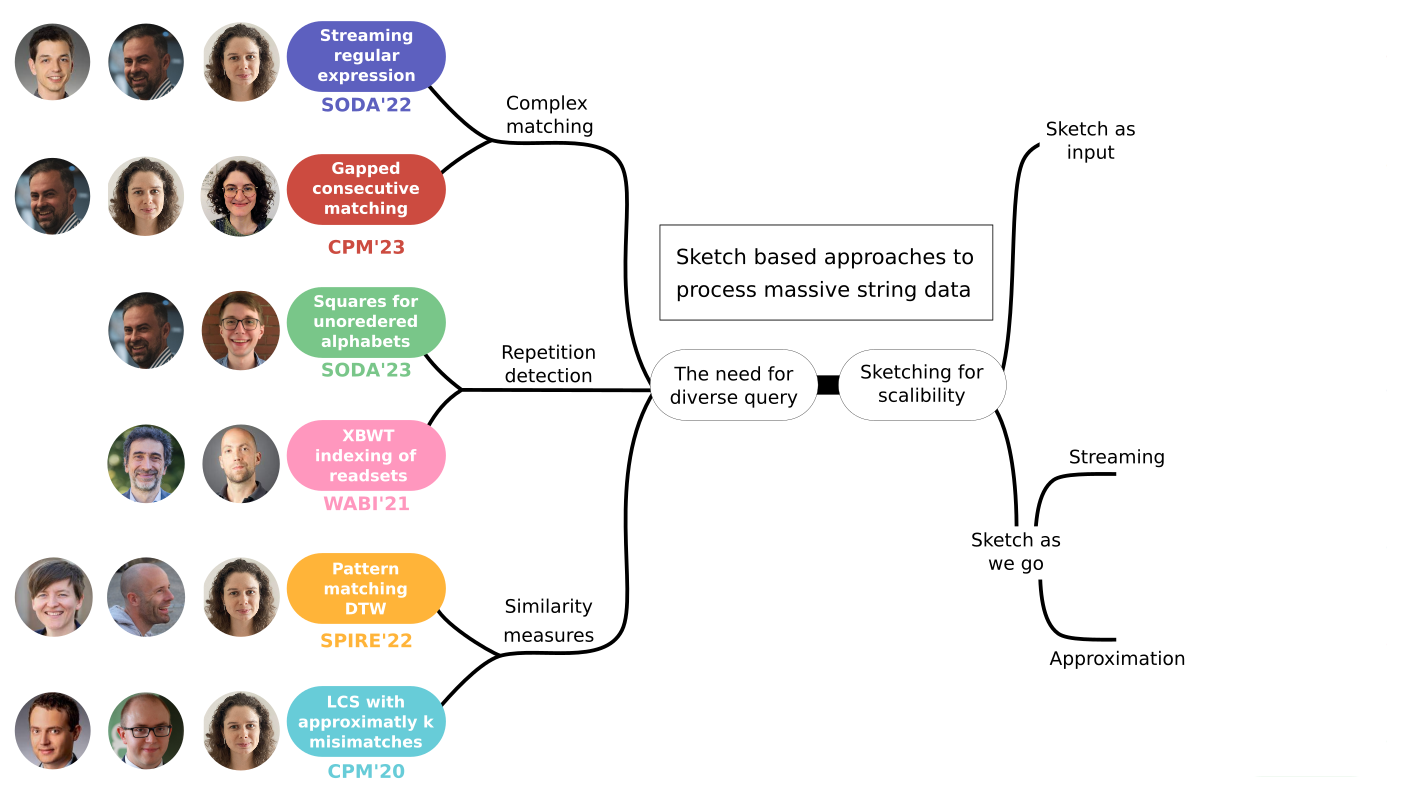 Streaming
regular
expression
SODA'22
Gapped
consecutive
matching
CPM'23
Squares for
unoredered
alphabets
SODA'23
XBWT
indexing of
readsets
WABI'21
Pattern
matching
DTW
SPIRE'22
LCS with
approximatly k
misimatches
CPM'20
Complex
matching
Repetition
detection
Similarity
measures
Sketch based approaches to
process massive string data
The need for
diverse query
Sketching for
scalibility
Sketch as
input
Streaming
Sketch as
we go
Approximation